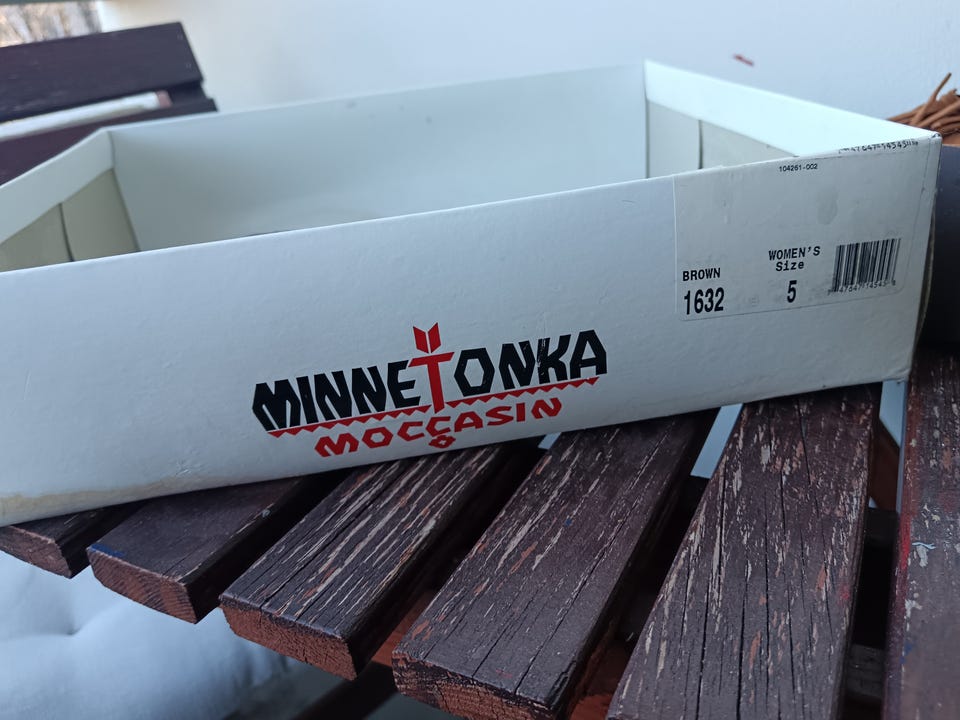 104261-002
BROWN
1632
WOMEN'S
Size
5
MINNETONKA
MOCCASIN